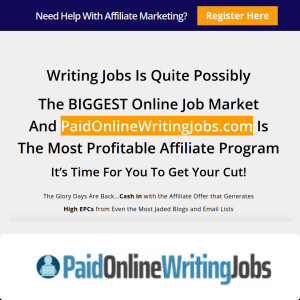 Need Help With Affiliate Marketing? Register Here
Writing Jobs Is Quite Possibly
The BIGGEST Online Job Market
And PaidOnlineWritingJobs.com Is
The Most Profitable Affiliate Program
It's Time For You To Get Your Cut!
The Glory Days Are Back...Cash in with the Affiliate Offer that Generates
High EPCs from Even the Most Jaded Blogs and Email Lists
PaidOnlineWritingJobs